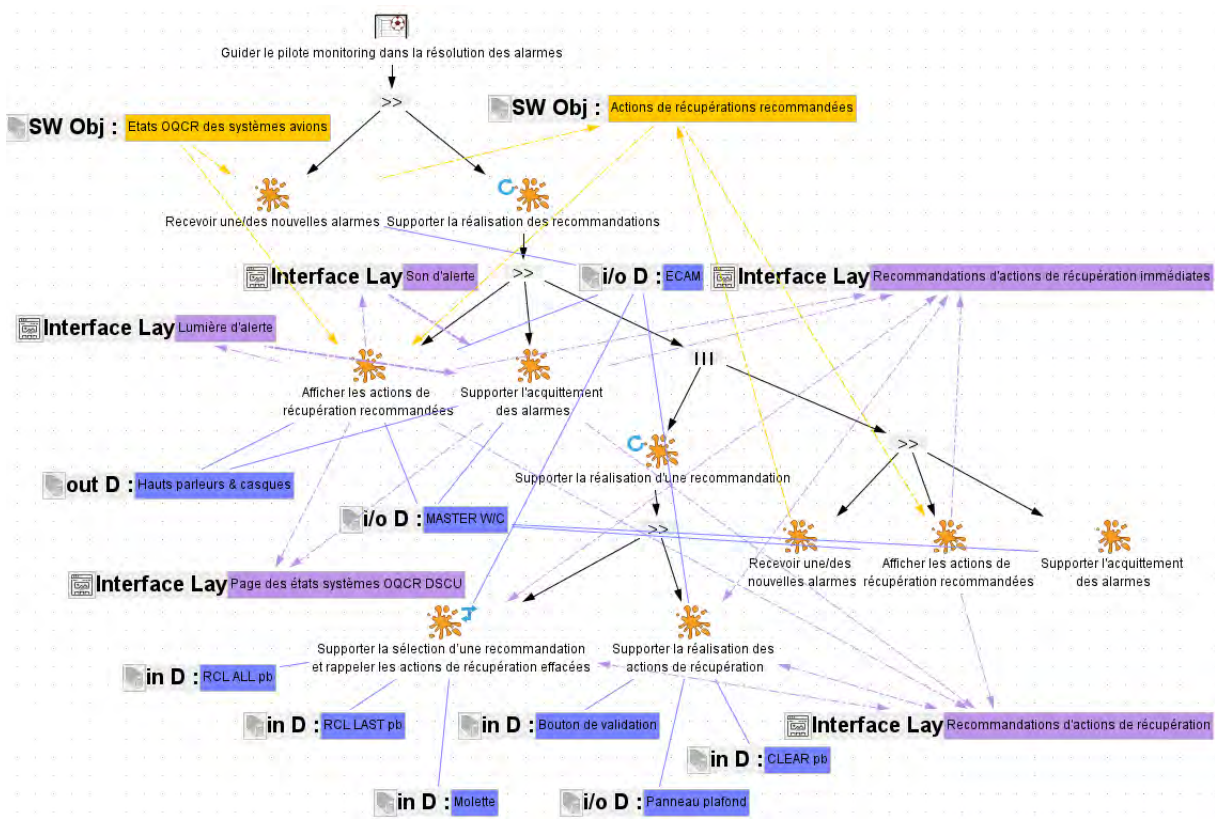 Guider le pilote monitoring dans la résolution des alarmes
>>
SW Obj : Actions de récupérations recommandées
SW Obj : Etats OQCR des systèmes avions
Recevoir une/des nouvelles alarmes
Supporter la réalisation des recommandations
Interface Lay Son d'alerte
>>
i/o D : ECAM
Interface Lay Recommandations d'actions de récupération immédiates
Interface Lay Lumière d'alerte
III
Afficher les actions de
récupération recommandées
Supporter l'acquittement
des alarmes
>>
Supporter la réalisation d'une recommandation
out D : Hauts parleurs & casques
i/o D : MASTER W/C
>>
Recevoir une/des
nouvelles alarmes
Afficher les actions de
récupération recommandées
Supporter l'acquittement
des alarmes
Interface Lay Page des états systèmes OQCR DSCU
Supporter la sélection d'une recommandation
et rappeler les actions de récupération effacées
Supporter la réalisation des
actions de récupération
in D : RCL ALL pb
in D : RCL LAST pb
in D : Bouton de validation
Interface Lay Recommandations d'actions de récupération
in D : CLEAR pb
in D : Molette
i/o D : Panneau plafond